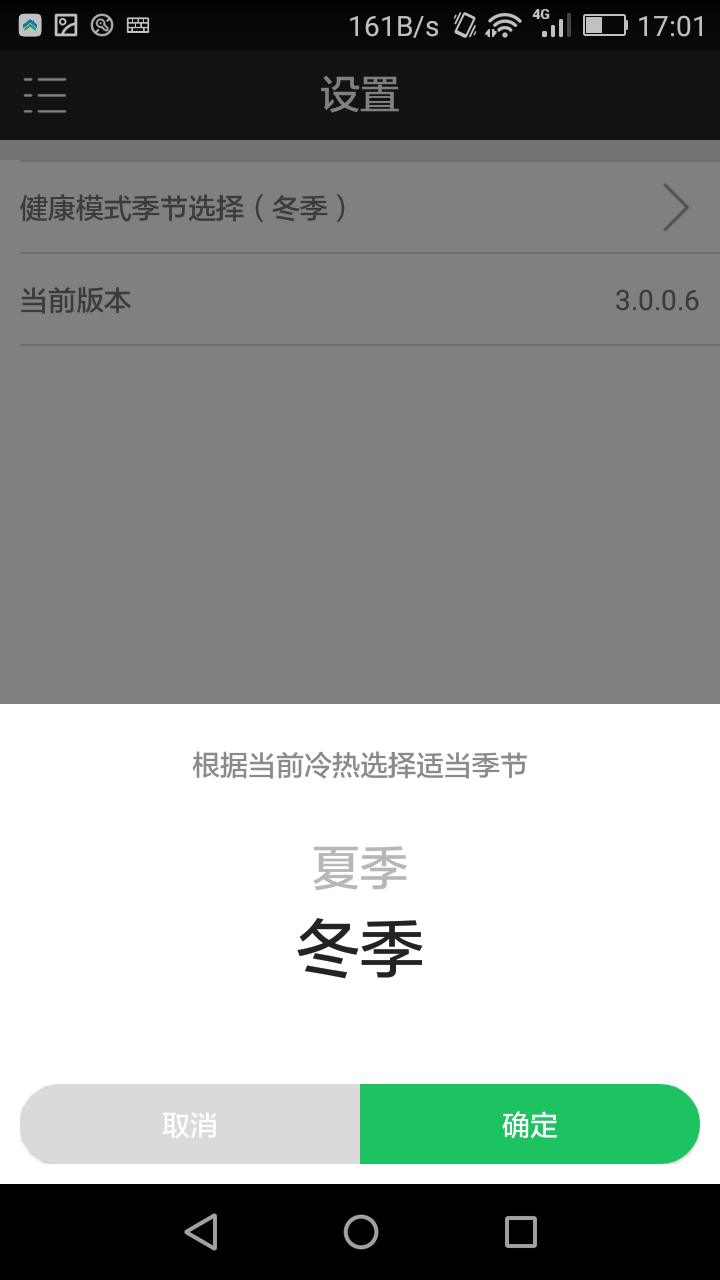 161B/s 4G 17:01
设置
健康模式季节选择（冬季）
当前版本 3.0.0.6
根据当前冷热选择适当季节
夏季
冬季
取消 确定